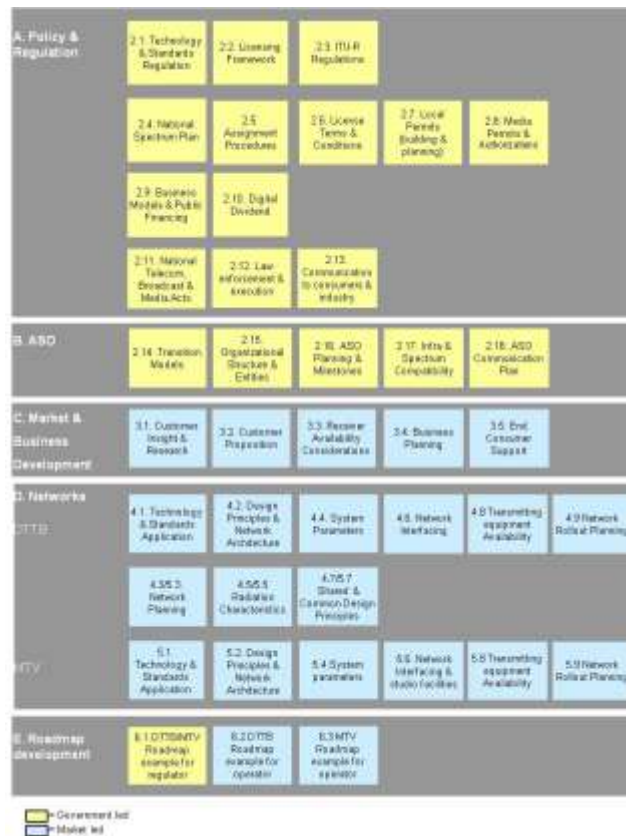 A. Policy &
Regulation
2.1. Technology
& Standards
Regulation
2.2. Licensing
Framework
2.3. ITU-R
Regulations
2.4. National
Spectrum Plan
2.5.
Assignment
Procedures
2.6. License
Terms &
Conditions
2.7. Local
Permits
(building &
planning)
2.8. Media
Permits &
Authorizations
2.9. Business
Models & Public
Financing
2.10. Digital
Dividend
2.11. National
Telecom,
Broadcast &
Media Acts
2.12. Law
enforcement &
execution
2.13.
Communication
to consumers &
industry
B. ASO
2.14. Transition
Models
2.15.
Organizational
Structure &
Entities
2.16. ASO
Planning &
Milestones
2.17. Infra &
Spectrum
Compatibility
2.18. ASO
Communication
Plan
C. Market &
Business
Development
3.1. Customer
Insight &
Research
3.2. Customer
Proposition
3.3. Receiver
Availability
Considerations
3.4. Business
Planning
3.5. End
Consumer
Support
D. Networks
DTTB
4.1. Technology
& Standards
Application
4.2. Design
Principles &
Network
Architecture
4.4. System
Parameters
4.6. Network
Interfacing
4.8 Transmitting
equipment
Availability
4.9 Network
Rollout Planning
4.3/5.3.
Network
Planning
4.5/5.5
Radiation
Characteristics
4.7/5.7
Shared &
Common Design
Principles
MTV
5.1.
Technology &
Standards
Application
5.2. Design
Principles &
Network
Architecture
5.4 System
parameters
5.6. Network
Interfacing &
studio facilities
5.8 Transmitting
equipment
Availability
5.9 Network
Rollout Planning
E. Roadmap
development
6.1 DTTB/MTV
Roadmap
example for
regulator
6.2 DTTB
Roadmap
example for
operator
6.3 MTV
Roadmap
example for
operator
= Government led
= Market led